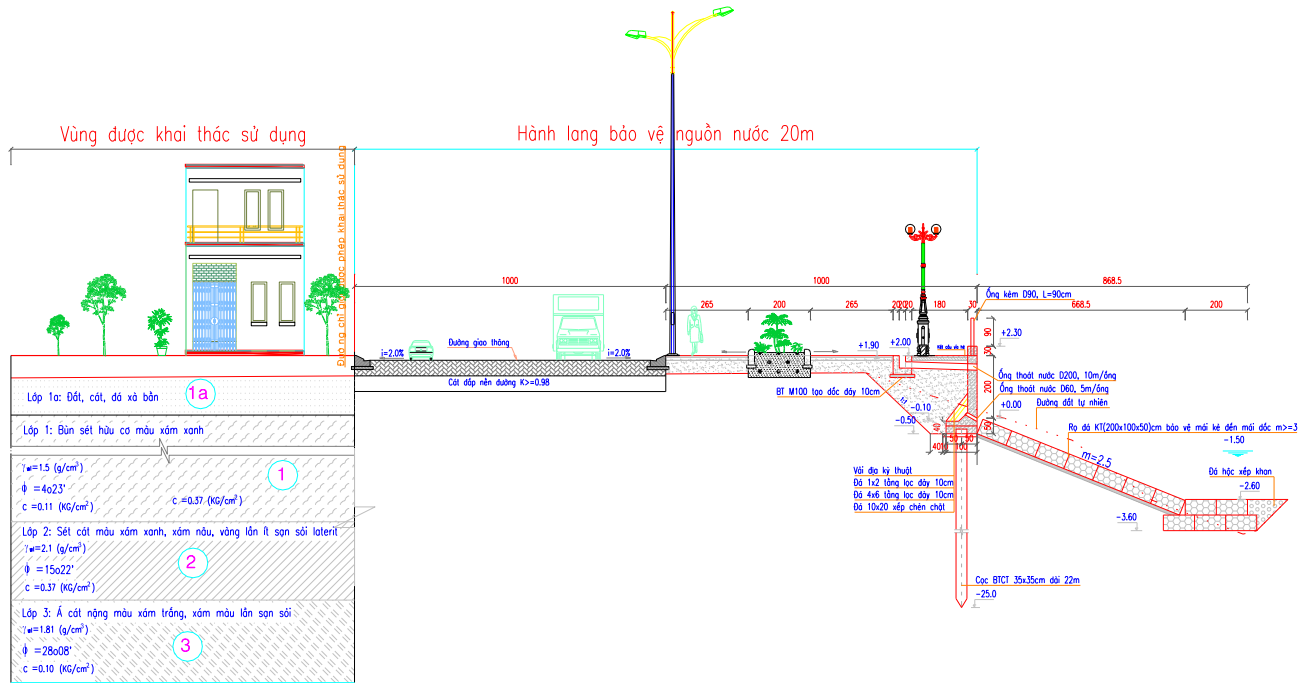 Vùng được khai thác sử dụng
Hành lang bảo vệ nguồn nước 20m
1000
1000
868.5
265
200
265
20
20
20
180
30
668.5
200
Ống kẽm D90, L=90cm
90
+2.30
30
Đường giao thông
i=2.0%
i=2.0%
+1.90
+2.00
Cát đắp nền đường K>=0.98
BT M100 tạo dốc dày 10cm
Ống thoát nước D200, 10m/ống
200
Ống thoát nước D60, 5m/ống
+0.00
Đường đất tự nhiên
-0.10
-0.50
40
50
Rọ đá KT(200x100x50)cm bảo vệ mái kè đến mái dốc m>=3
-1.50
m=2.5
Đá hộc xếp khan
-2.60
-3.60
50
50
100
Vải địa kỹ thuật
Đá 1x2 tầng lọc dày 10cm
Đá 4x6 tầng lọc dày 10cm
Đá 10x20 xếp chèn chặt
Cọc BTCT 35x35cm dài 22m
-25.0
1a
Lớp 1a: Đất, cát, đá xà bần
Lớp 1: Bùn sét hữu cơ màu xám xanh
1
=1.5 (g/cm³)
ϕ =4o23'
c =0.11 (KG/cm²)
c =0.37 (KG/cm²)
Lớp 2: Sét cát màu xám xanh, xám nâu, vàng lẫn ít sạn sỏi laterit
=2.1 (g/cm³)
2
ϕ =15o22'
c =0.37 (KG/cm²)
Lớp 3: Á cát nặng màu xám trắng, xám màu lẫn sạn sỏi
=1.81 (g/cm³)
3
ϕ =28o08'
c =0.10 (KG/cm²)